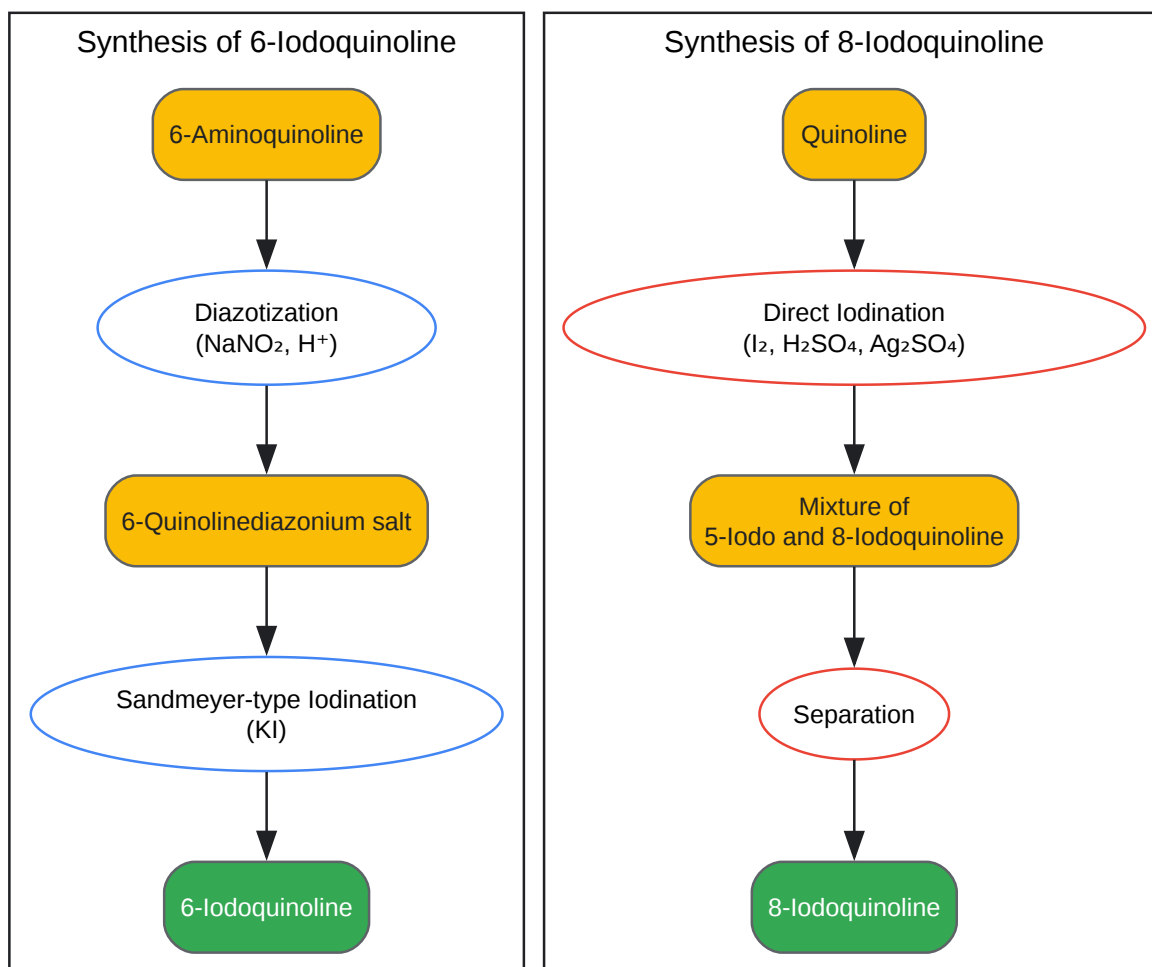 Synthesis of 6-Iodoquinoline
6-Aminoquinoline
Diazotization
(NaNO₂, H⁺)
6-Quinolinediazonium salt
Sandmeyer-type Iodination
(KI)
6-Iodoquinoline
Synthesis of 8-Iodoquinoline
Quinoline
Direct Iodination
(I₂, H₂SO₄, Ag₂SO₄)
Mixture of
5-Iodo and 8-Iodoquinoline
Separation
8-Iodoquinoline